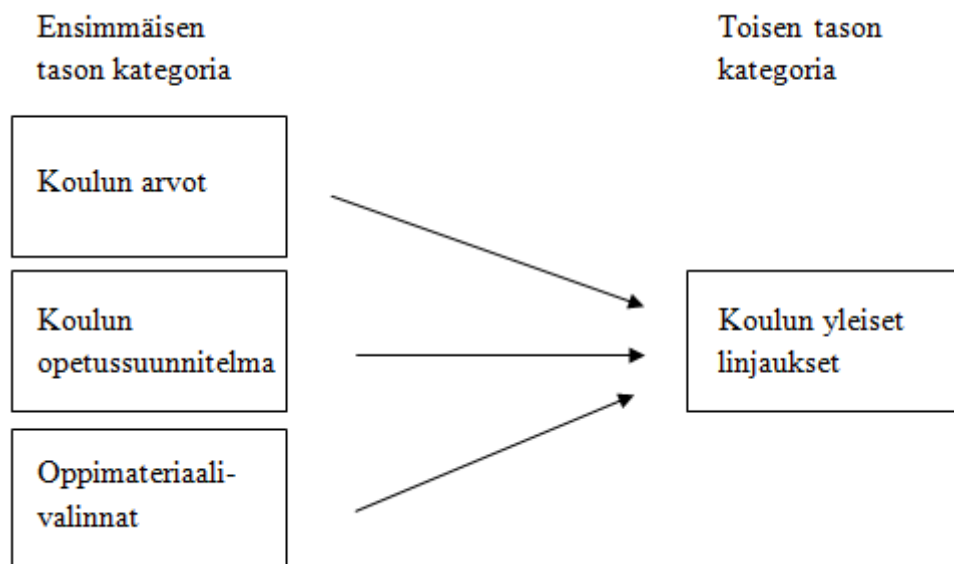 Ensimmäisen
tason kategoria
Toisen tason
kategoria
Koulun arvot
Koulun
opetussuunnitelma
Koulun yleiset
linjaukset
Oppimateriaali-
valinnat